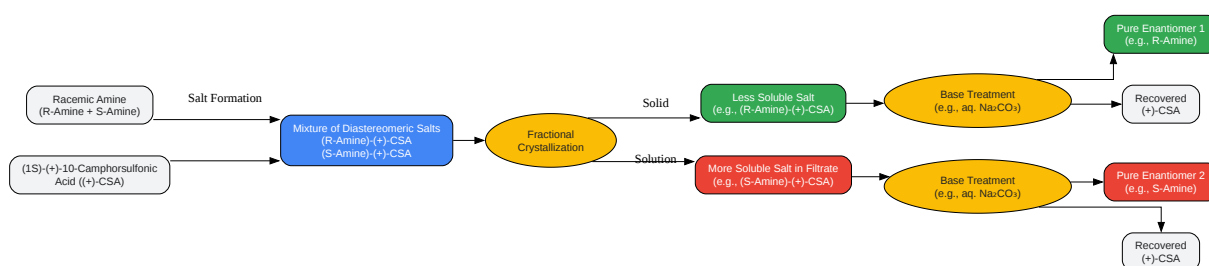 Racemic Amine
(R-Amine + S-Amine)
(1S)-(+)-10-Camphorsulfonic
Acid ((+)-CSA)
Salt Formation
Mixture of Diastereomeric Salts
(R-Amine)-(+)-CSA
(S-Amine)-(+)-CSA
Fractional
Crystallization
Solid
Solution
Less Soluble Salt
(e.g., (R-Amine)-(+)-CSA)
More Soluble Salt in Filtrate
(e.g., (S-Amine)-(+)-CSA)
Base Treatment
(e.g., aq. Na₂CO₃)
Pure Enantiomer 1
(e.g., R-Amine)
Recovered
(+)-CSA
Base Treatment
(e.g., aq. Na₂CO₃)
Pure Enantiomer 2
(e.g., S-Amine)
Recovered
(+)-CSA